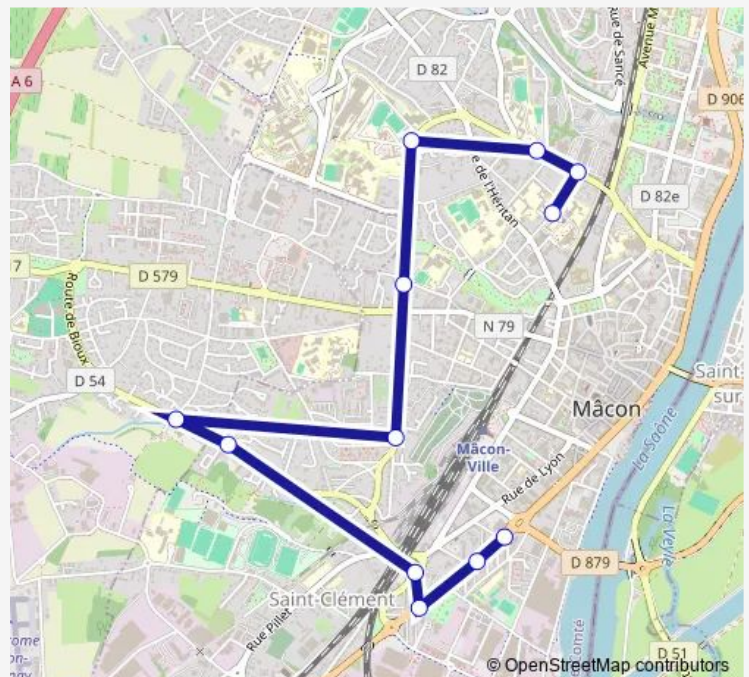 Rue de Sancé
Avenue M
A 6
D 82
D 906
e de l'Héritan
D 82e
7
D 579
Route de Bioux
N 79
D 54
Saint-
sur
Mâcon
La Saône
Mâcon-
Ville
Rue de Lyon
La Veyle
D 879
Saint-Clément
Rue Pillet
Comté
D 51
© OpenStreetMap contributors